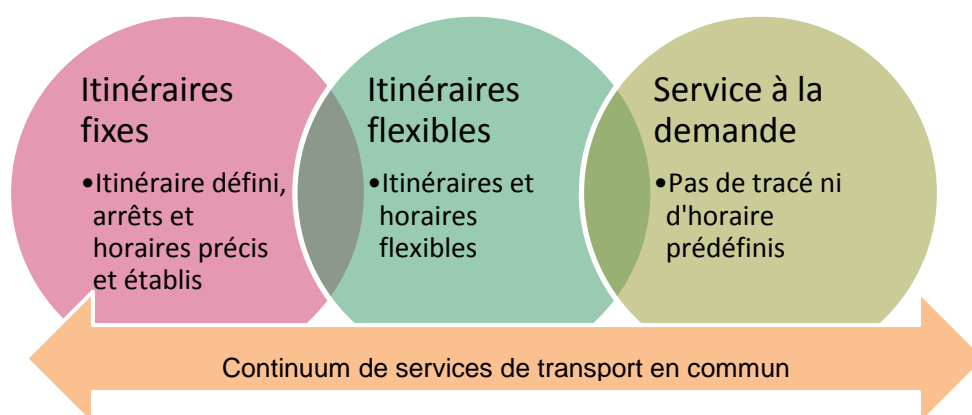 Itinéraires
fixes
•Itinéraire défini,
arrêts et
horaires précis
et établis
Itinéraires
flexibles
•Itinéraires et
horaires
flexibles
Service à la
demande
•Pas de tracé ni
d'horaire
prédéfinis
Continuum de services de transport en commun